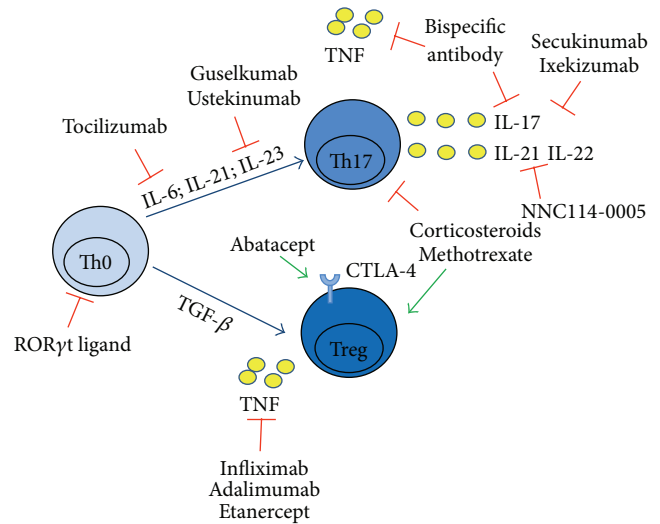 Bispecific
antibody
TNF
Secukinumab
Ixekizumab
Guselkumab
Ustekinumab
Tocilizumab
IL-17
IL-6; IL-21; IL-23
Th17
IL-21 IL-22
NNC114-0005
Corticosteroids
Methotrexate
Abatacept
CTLA-4
Th0
TGF-β
RORγt ligand
Treg
TNF
Infliximab
Adalimumab
Etanercept